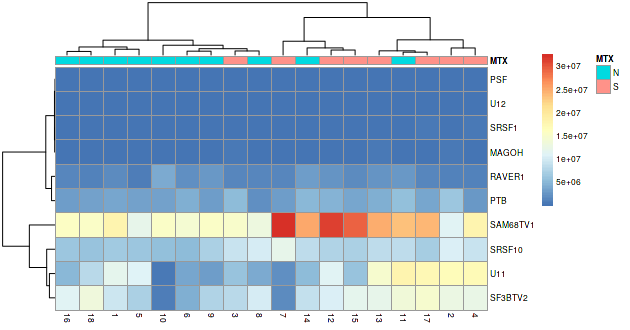 MTX
PSF
U12
SRSF1
MAGOH
RAVER1
PTB
SAM68TV1
SRSF10
U11
SF3BTV2
16 18 1 5 10 6 9 3 8 7 14 12 15 13 11 17 2 4
3e+07
2.5e+07
2e+07
1.5e+07
1e+07
5e+06
MTX
N
S